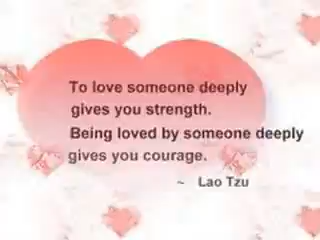 To love someone deeply
gives you strength.
Being loved by someone deeply
gives you courage.
~ Lao Tzu